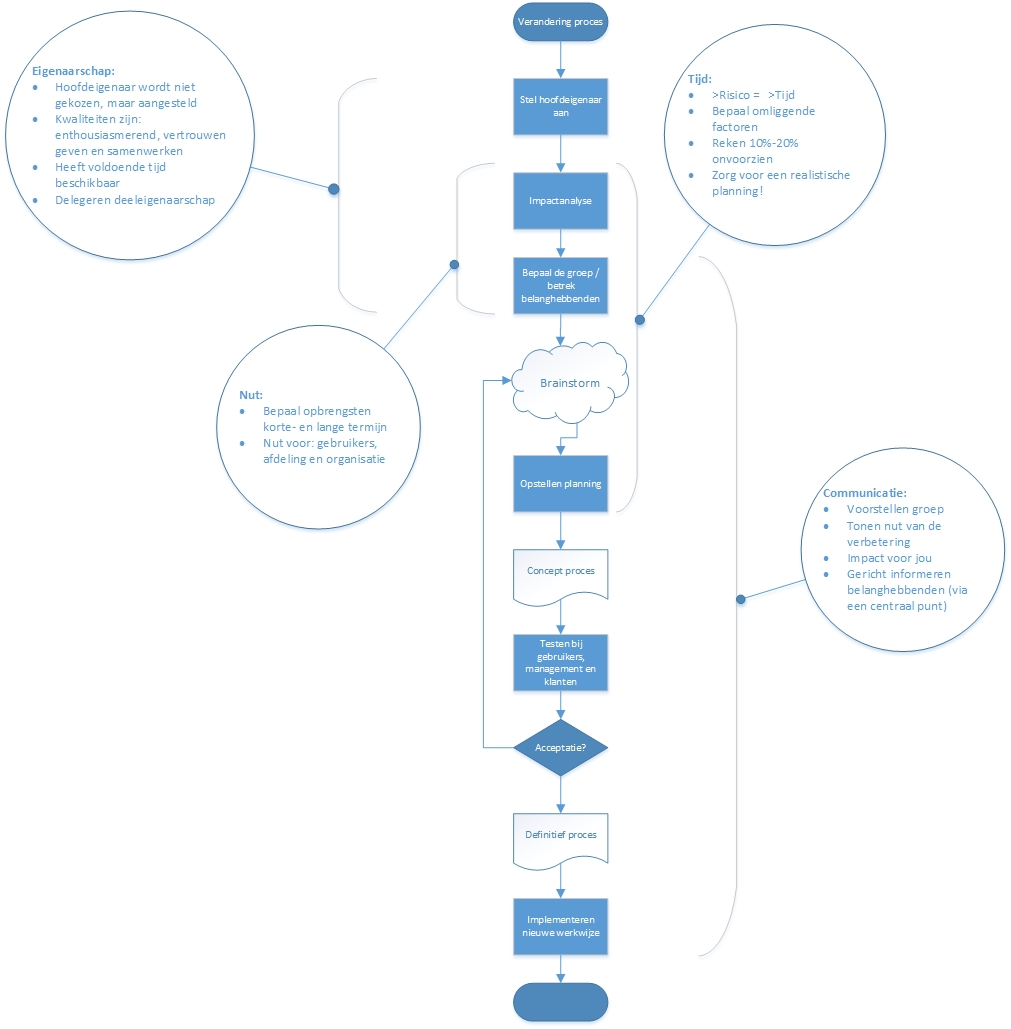 Verandering proces
Stel hoofdeigenaar
aan
Impactanalyse
Bepaal de groep /
betrek
belanghebbenden
Brainstorm
Opstellen planning
Concept proces
Testen bij
gebruikers,
management en
klanten
Acceptatie?
Definitief proces
Implementeren
nieuwe werkwijze
Eigenaarschap:
● Hoofdeigenaar wordt niet
gekozen, maar aangesteld
● Kwaliteiten zijn:
enthousiasmerend, vertrouwen
geven en samenwerken
● Heeft voldoende tijd
beschikbaar
● Delegeren deeleigenaarschap
Nut:
● Bepaal opbrengsten
korte- en lange termijn
● Nut voor: gebruikers,
afdeling en organisatie
Tijd:
● >Risico = >Tijd
● Bepaal omliggende
factoren
● Reken 10%-20%
onvoorzien
● Zorg voor een realistische
planning!
Communicatie:
● Voorstellen groep
● Tonen nut van de
verbetering
● Impact voor jou
● Gericht informeren
belanghebbenden (via
een centraal punt)